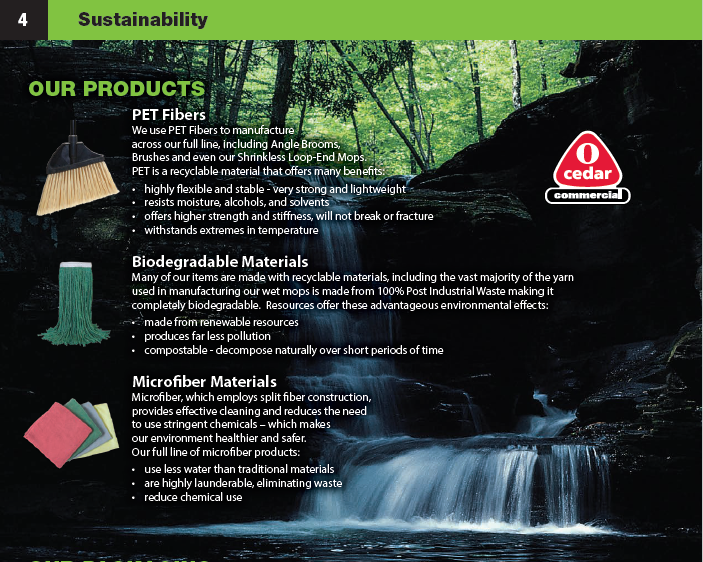 4
Sustainability
OUR PRODUCTS
PET Fibers
We use PET Fibers to manufacture
across our full line, including Angle Brooms,
Brushes and even our Shrinkless Loop-End Mops.
PET is a recyclable material that offers many benefits:
• highly flexible and stable - very strong and lightweight
• resists moisture, alcohols, and solvents
• offers higher strength and stiffness, will not break or fracture
• withstands extremes in temperature
O
cedar
commercial
Biodegradable Materials
Many of our items are made with recyclable materials, including the vast majority of the yarn
used in manufacturing our wet mops is made from 100% Post Industrial Waste making it
completely biodegradable. Resources offer these advantageous environmental effects:
• made from renewable resources
• produces far less pollution
• compostable - decompose naturally over short periods of time
Microfiber Materials
Microfiber, which employs split fiber construction,
provides effective cleaning and reduces the need
to use stringent chemicals – which makes
our environment healthier and safer.
Our full line of microfiber products:
• use less water than traditional materials
• are highly launderable, eliminating waste
• reduce chemical use